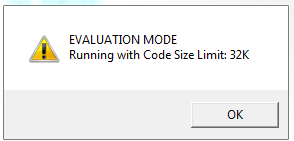 EVALUATION MODE
Running with Code Size Limit: 32K
OK